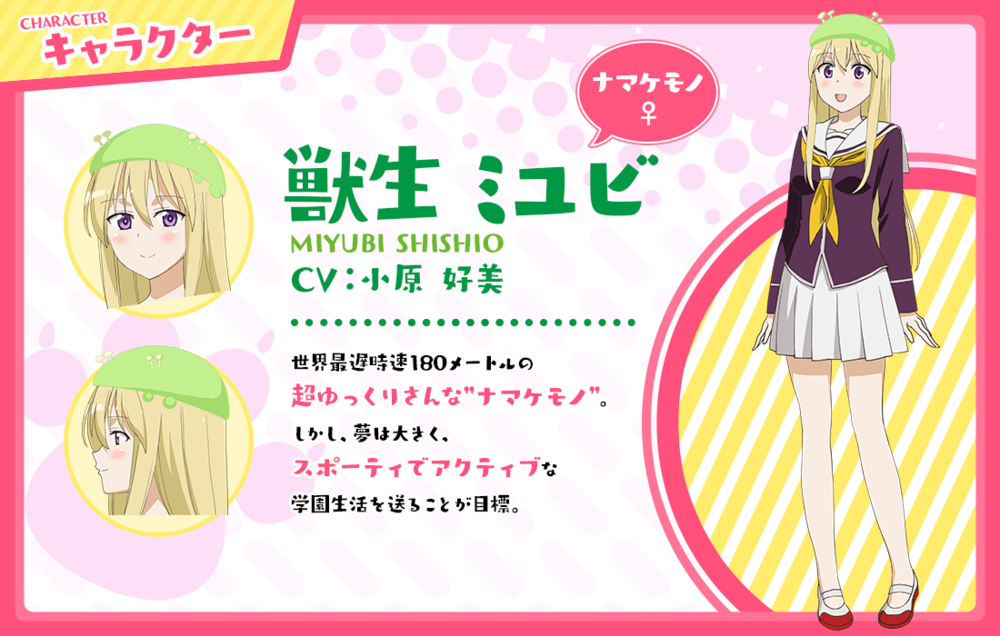 CHARACTER
キャラクター
ナマケモノ
♀
獣生 ミユビ
MIYUBI SHISHIO
CV:小原 好美
世界最遅時速180メートルの
超ゆっくりさんな"ナマケモノ"。
しかし、夢は大きく、
スポーティでアクティブな
学園生活を送ることが目標。